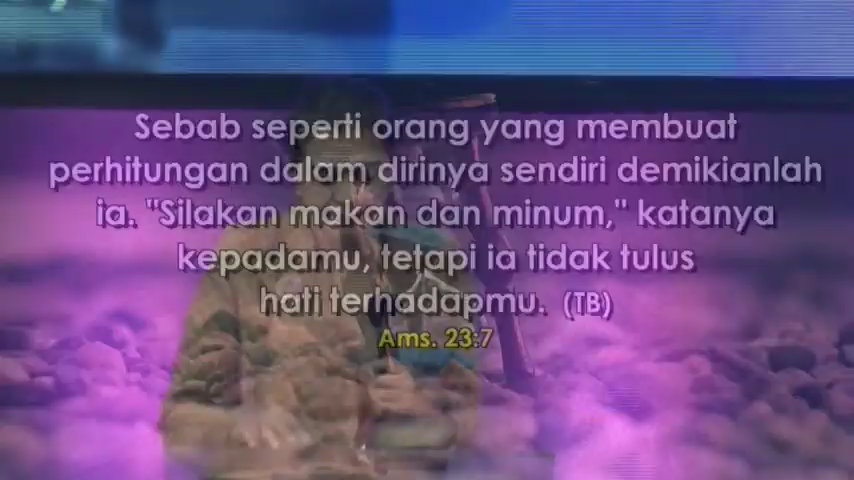 Sebab seperti orang yang membuat
perhitungan dalam dirinya sendiri demikianlah
ia. "Silakan makan dan minum," katanya
kepadamu, tetapi ia tidak tulus
hati terhadapmu. (TB)
Ams. 23:7